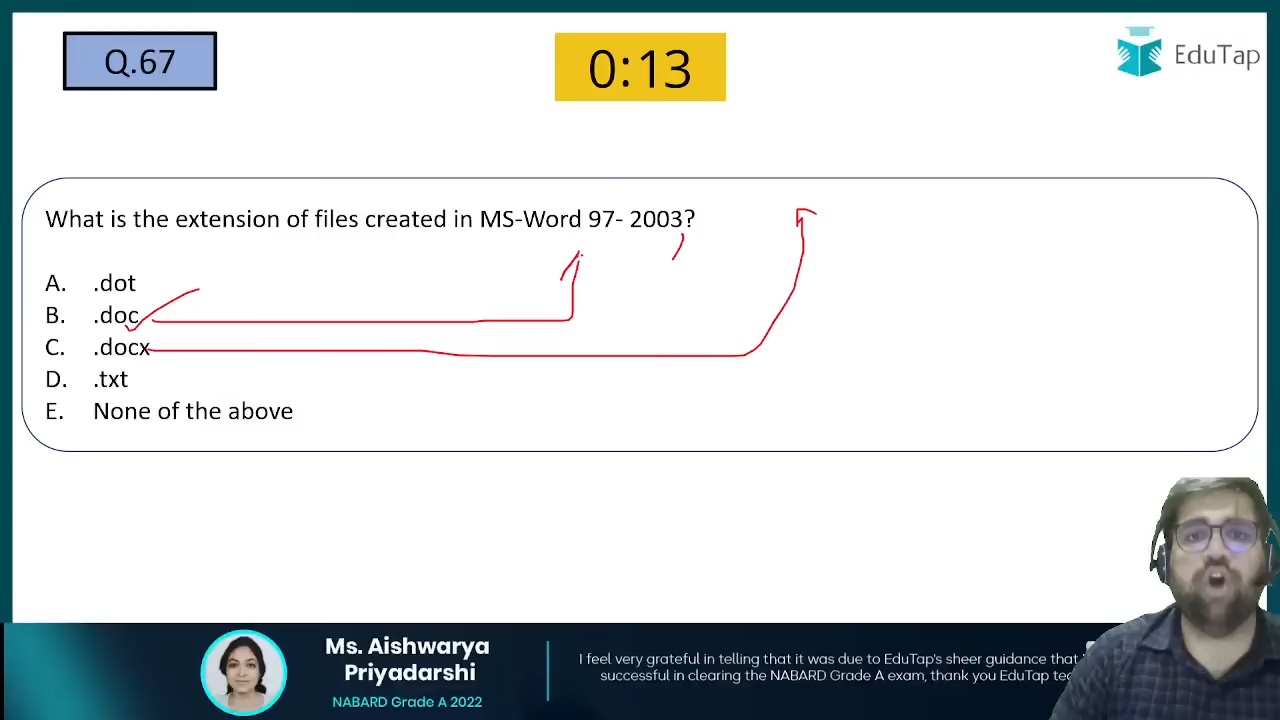 Q.67
0:13
EduTap
What is the extension of files created in MS-Word 97- 2003?
A. .dot
B. .doc
C. .docx
D. .txt
E. None of the above
Ms. Aishwarya
Priyadarshi
NABARD Grade A 2022
I feel very grateful in telling that it was due to EduTap's sheer guidance that
successful in clearing the NABARD Grade A exam, thank you EduTap